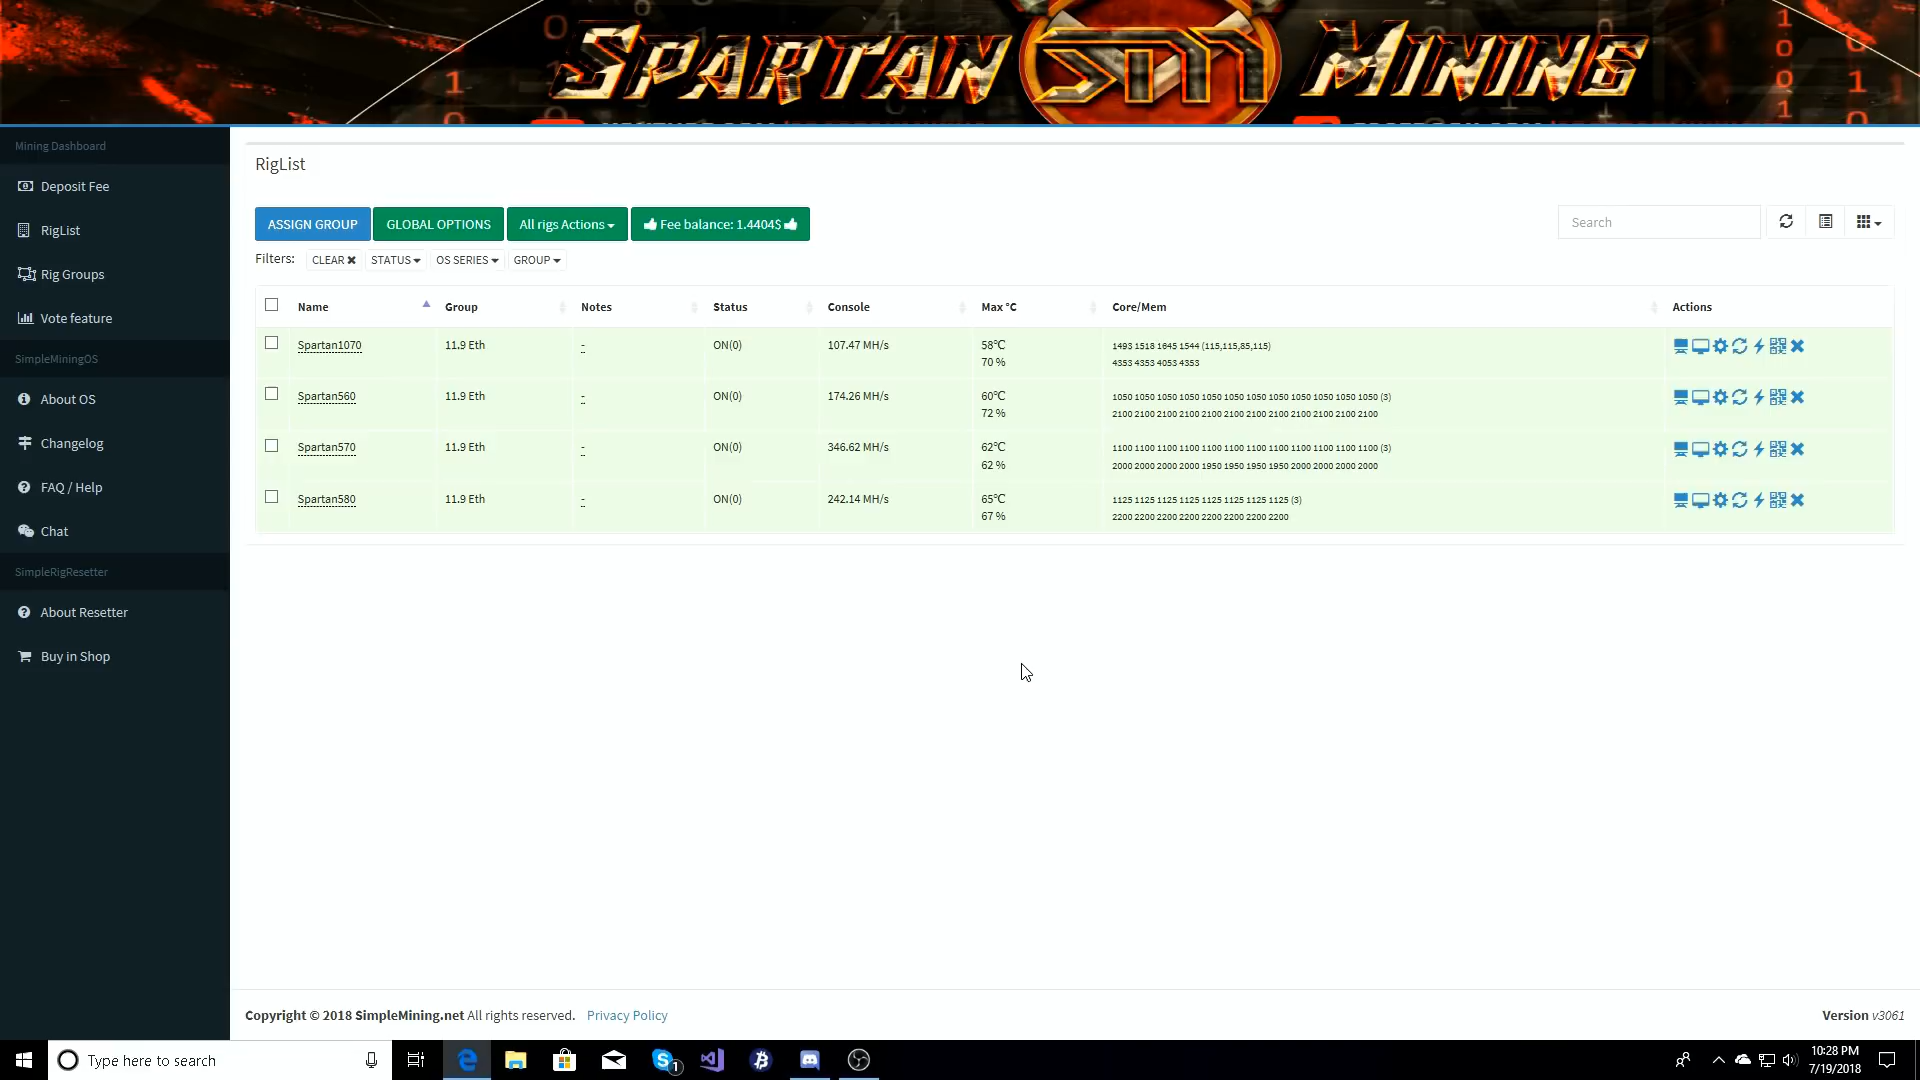 SPARTAN SM MINING
Mining Dashboard
Deposit Fee
RigList
Rig Groups
Vote feature
SimpleMiningOS
About OS
Changelog
FAQ / Help
Chat
SimpleRigResetter
About Resetter
Buy in Shop
RigList
ASSIGN GROUP GLOBAL OPTIONS All rigs Actions Fee balance: 1.4404$ Search
Filters: CLEAR STATUS OS SERIES GROUP
Name Group Notes Status Console Max °C Core/Mem Actions
Spartan1070 11.9 Eth - ON(0) 107.47 MH/s 58°C 1493 1518 1645 1544 (115,115,85,115)
70 % 4353 4353 4053 4353
Spartan560 11.9 Eth - ON(0) 174.26 MH/s 60°C 1050 1050 1050 1050 1050 1050 1050 1050 1050 1050 1050 1050 (3)
72 % 2100 2100 2100 2100 2100 2100 2100 2100 2100 2100 2100 2100
Spartan570 11.9 Eth - ON(0) 346.62 MH/s 62°C 1100 1100 1100 1100 1100 1100 1100 1100 1100 1100 1100 1100 (3)
62 % 2000 2000 2000 2000 1950 1950 1950 1950 2000 2000 2000 2000
Spartan580 11.9 Eth - ON(0) 242.14 MH/s 65°C 1125 1125 1125 1125 1125 1125 1125 1125 (3)
67 % 2200 2200 2200 2200 2200 2200 2200 2200
Copyright © 2018 SimpleMining.net All rights reserved. Privacy Policy Version v3061
Type here to search
1
10:28 PM
7/19/2018